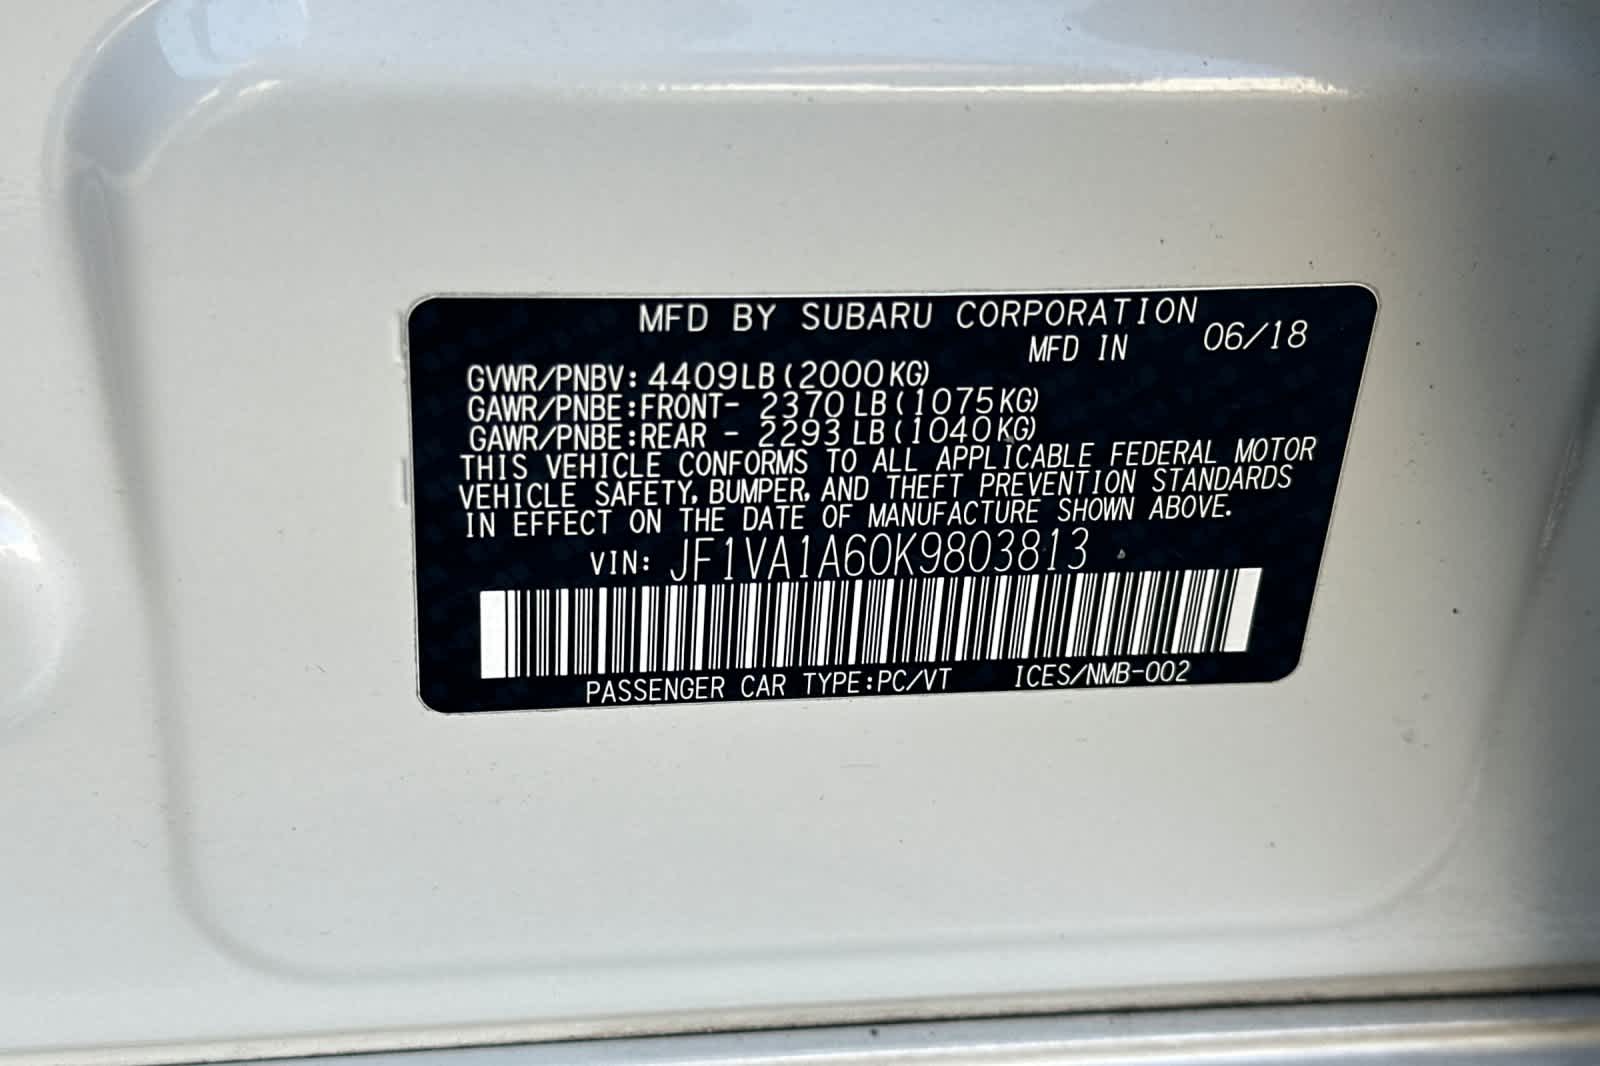 MFD BY SUBARU CORPORATION
MFD IN 06/18
GVWR/PNBV: 4409LB(2000KG)
GAWR/PNBE:FRONT- 2370LB(1075KG)
GAWR/PNBE:REAR - 2293LB(1040KG)
THIS VEHICLE CONFORMS TO ALL APPLICABLE FEDERAL MOTOR
VEHICLE SAFETY, BUMPER, AND THEFT PREVENTION STANDARDS
IN EFFECT ON THE DATE OF MANUFACTURE SHOWN ABOVE.
VIN: JF1VA1A60K9803813
PASSENGER CAR TYPE:PC/VT ICES/NMB-002